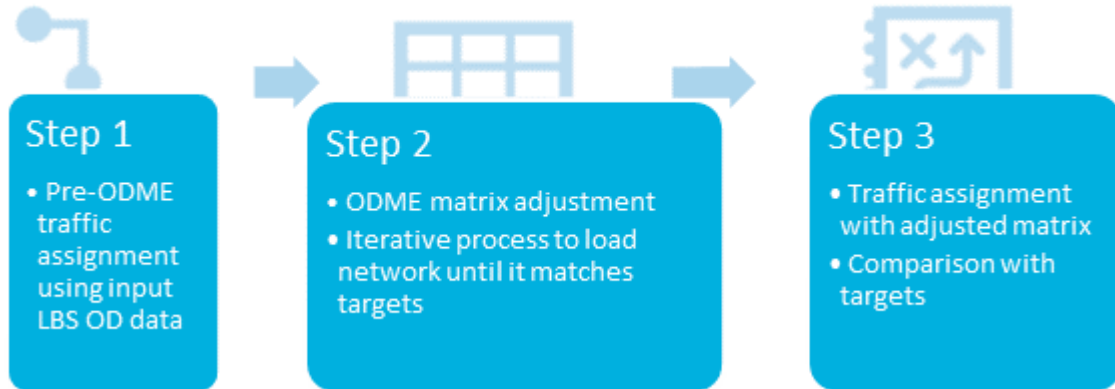 Step 1
• Pre-ODME
traffic
assignment
using input
LBS OD data
Step 2
• ODME matrix adjustment
• Iterative process to load
network until it matches
targets
Step 3
• Traffic assignment
with adjusted matrix
• Comparison with
targets